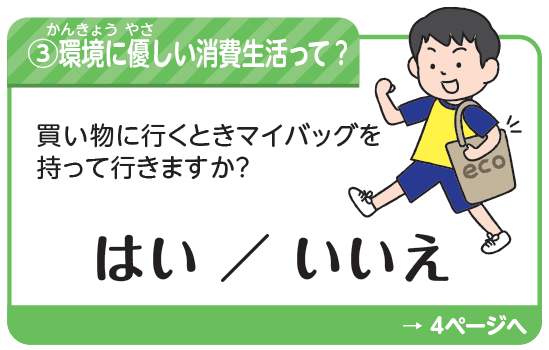 かんきょう やさ
③環境に優しい消費生活って？
買い物に行くときマイバッグを
持って行きますか？
eco
はい ／ いいえ
→ 4ページへ